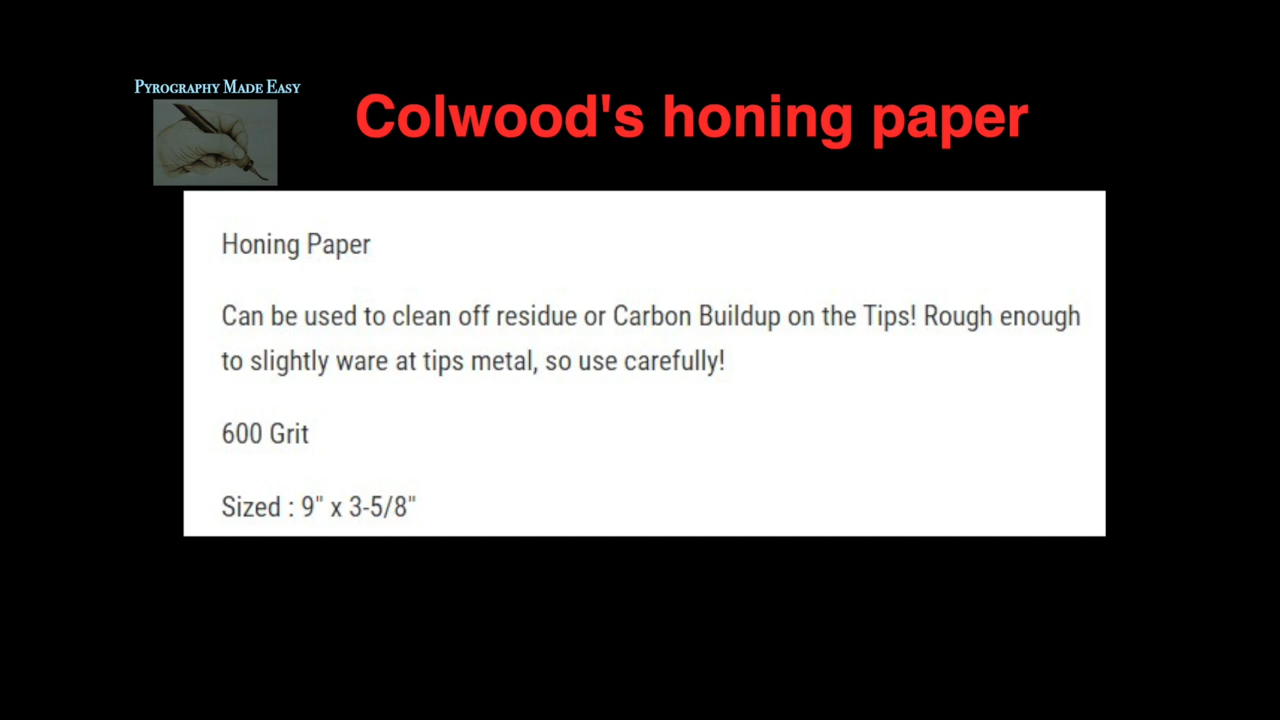 Pyrography Made Easy
Colwood's honing paper
Honing Paper
Can be used to clean off residue or Carbon Buildup on the Tips! Rough enough
to slightly ware at tips metal, so use carefully!
600 Grit
Sized : 9" x 3-5/8"